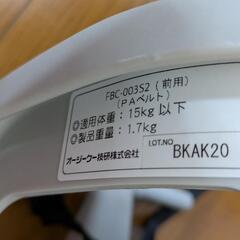 FBC-003S2 (前用)
(PAベルト)
◎適用体重：15kg 以下
◎製品重量：1.7kg
オージーケー技研株式会社
LOT.NO
BKAK20